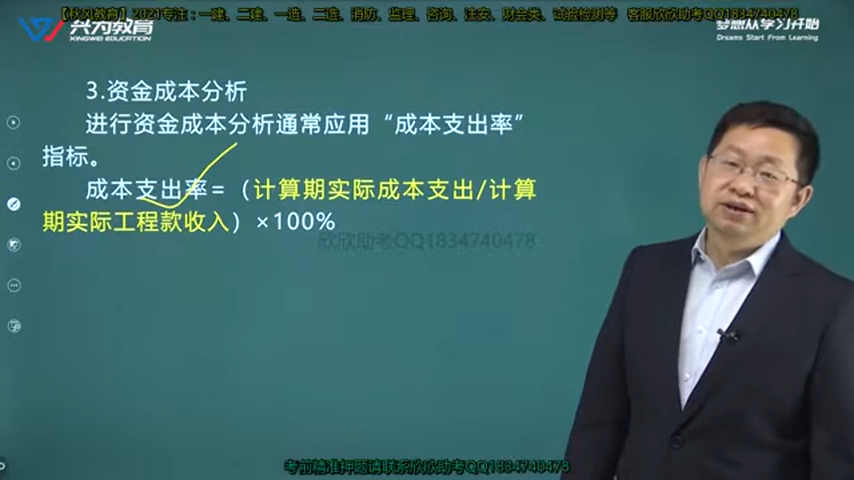 【秋风教育】2021专注：一建、二建、一造、二造、消防、监理、咨询、注安、财会类、试验检测等 客服欣欣助考QQ1834740478
兴为教育
XINGWEI EDUCATION
梦想从学习开始
Dreams Start From Learning
3.资金成本分析
进行资金成本分析通常应用“成本支出率”
指标。
成本支出率=（计算期实际成本支出/计算
期实际工程款收入）×100%
欣欣助考QQ1834740478
考前精准押题请联系欣欣助考QQ1834740478